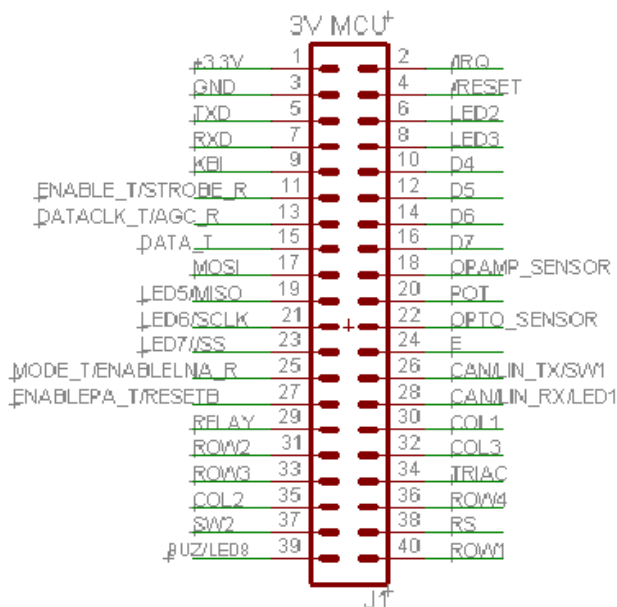 3V MCU
+3.3V 1 2 /IRQ
GND 3 4 /RESET
TXD 5 6 LED2
RXD 7 8 LED3
KBI 9 10 D4
ENABLE_T/STROBE_R 11 12 D5
DATACLK_T/AGC_R 13 14 D6
DATA_T 15 16 D7
MOSI 17 18 OPAMP_SENSOR
LED5/MISO 19 20 POT
LED6/SCLK 21 22 OPTO_SENSOR
LED7//SS 23 24 E
MODE_T/ENABLELNA_R 25 26 CAN/LIN_TX/SW1
ENABLEPA_T/RESETB 27 28 CAN/LIN_RX/LED1
RELAY 29 30 COL1
ROW2 31 32 COL3
ROW3 33 34 TRIAC
COL2 35 36 ROW4
SW2 37 38 RS
BUZ/LED8 39 40 ROW1
J1